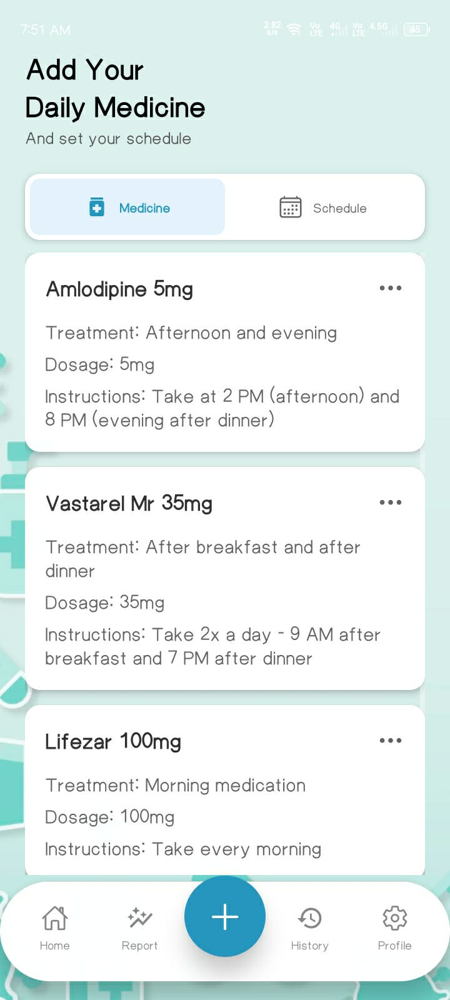 7:51 AM
2.82 K/S Vo LTE 4G Vo LTE 4.5G 45
Add Your
Daily Medicine
And set your schedule
Medicine
Schedule
Amlodipine 5mg
Treatment: Afternoon and evening
Dosage: 5mg
Instructions: Take at 2 PM (afternoon) and
8 PM (evening after dinner)
Vastarel Mr 35mg
Treatment: After breakfast and after
dinner
Dosage: 35mg
Instructions: Take 2x a day - 9 AM after
breakfast and 7 PM after dinner
Lifezar 100mg
Treatment: Morning medication
Dosage: 100mg
Instructions: Take every morning
Home
Report
History
Profile